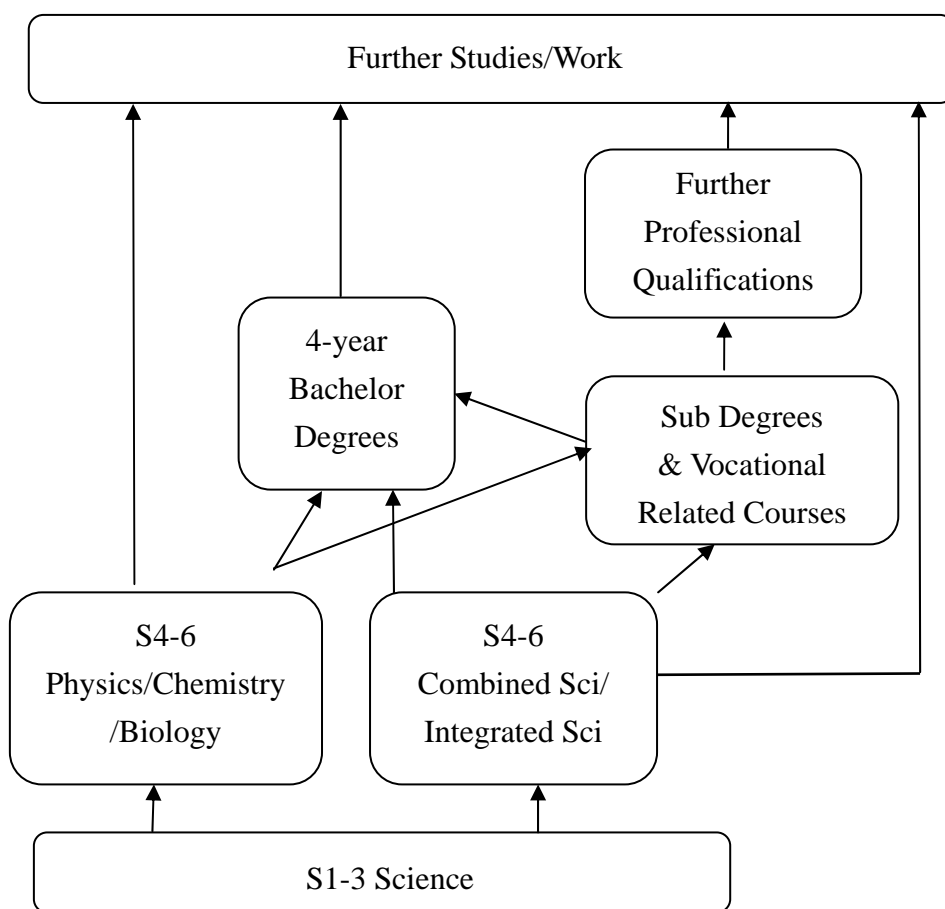 Further Studies/Work
Further
Professional
Qualifications
4-year
Bachelor
Degrees
Sub Degrees
& Vocational
Related Courses
S4-6
Physics/Chemistry
/Biology
S4-6
Combined Sci/
Integrated Sci
S1-3 Science